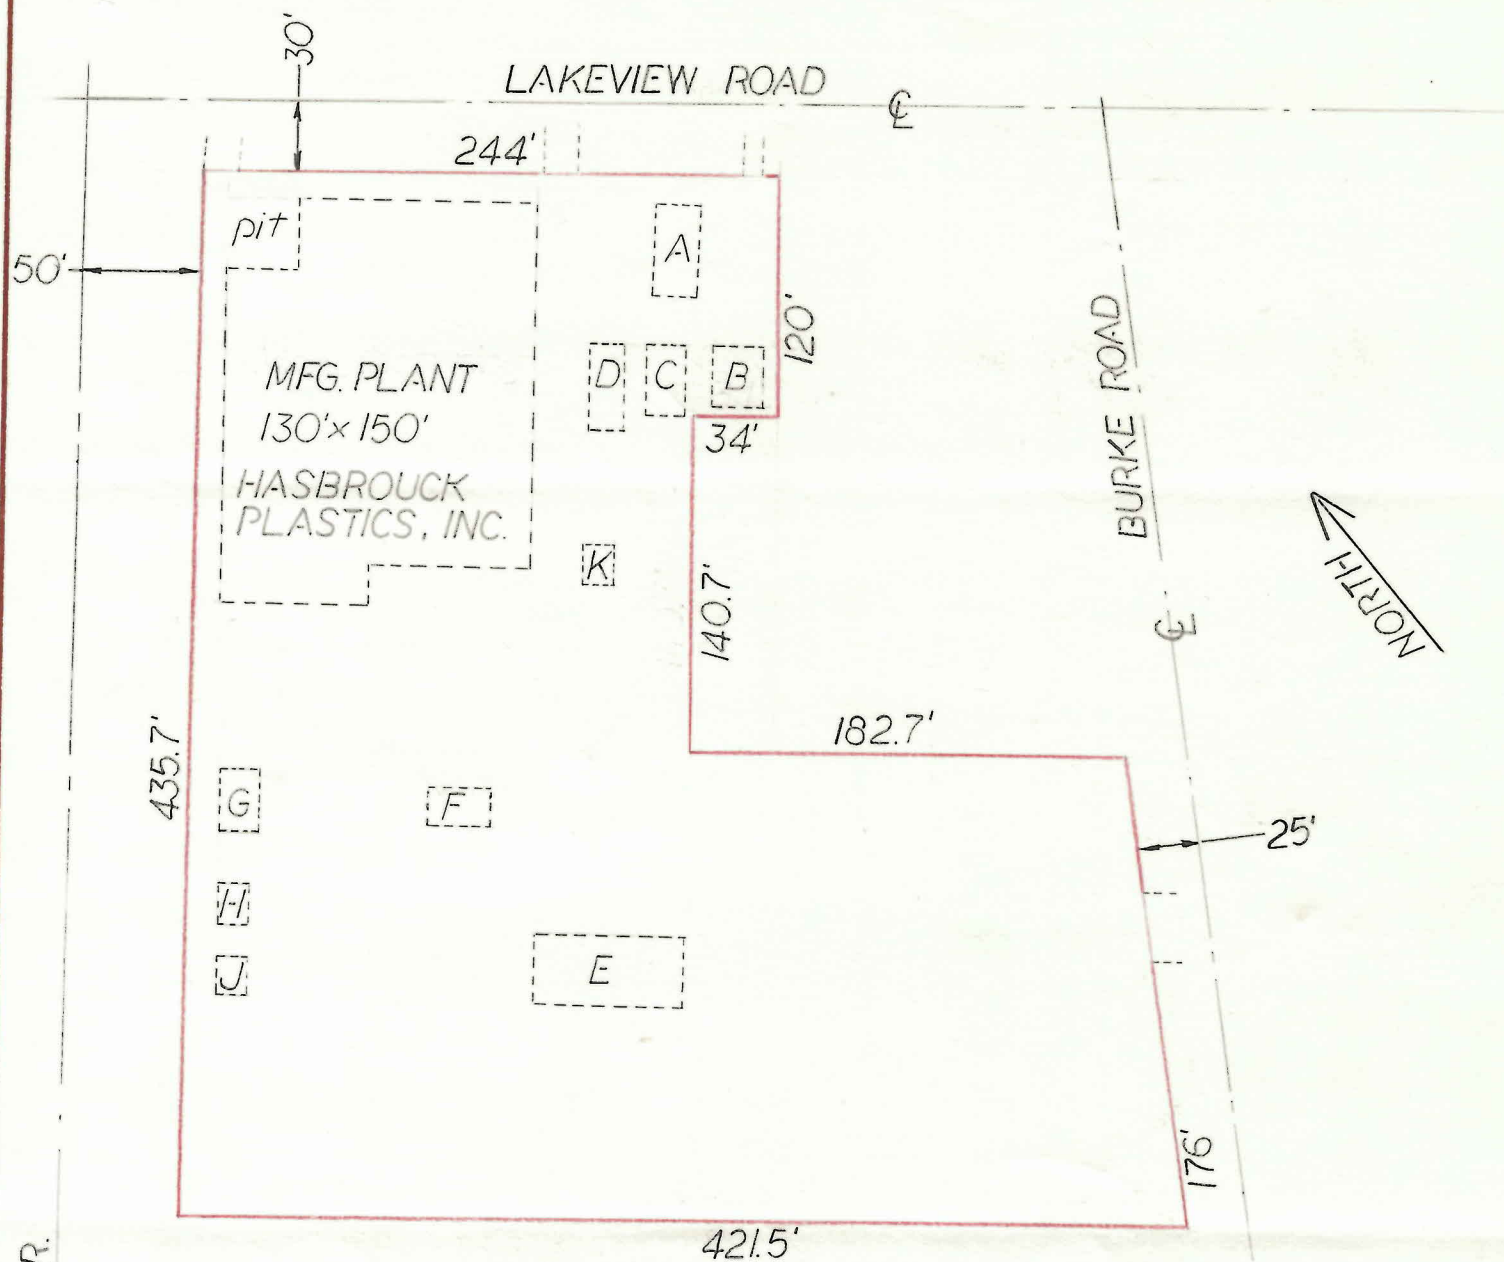 30'
LAKEVIEW ROAD
℄
244'
pit
50'
A
120'
D
C
B
34'
MFG. PLANT
130'x 150'
HASBROUCK
PLASTICS, INC.
K
140.7'
BURKE ROAD
℄
NORTH
182.7'
435.7'
G
F
25'
H
J
E
176'
421.5'
R.